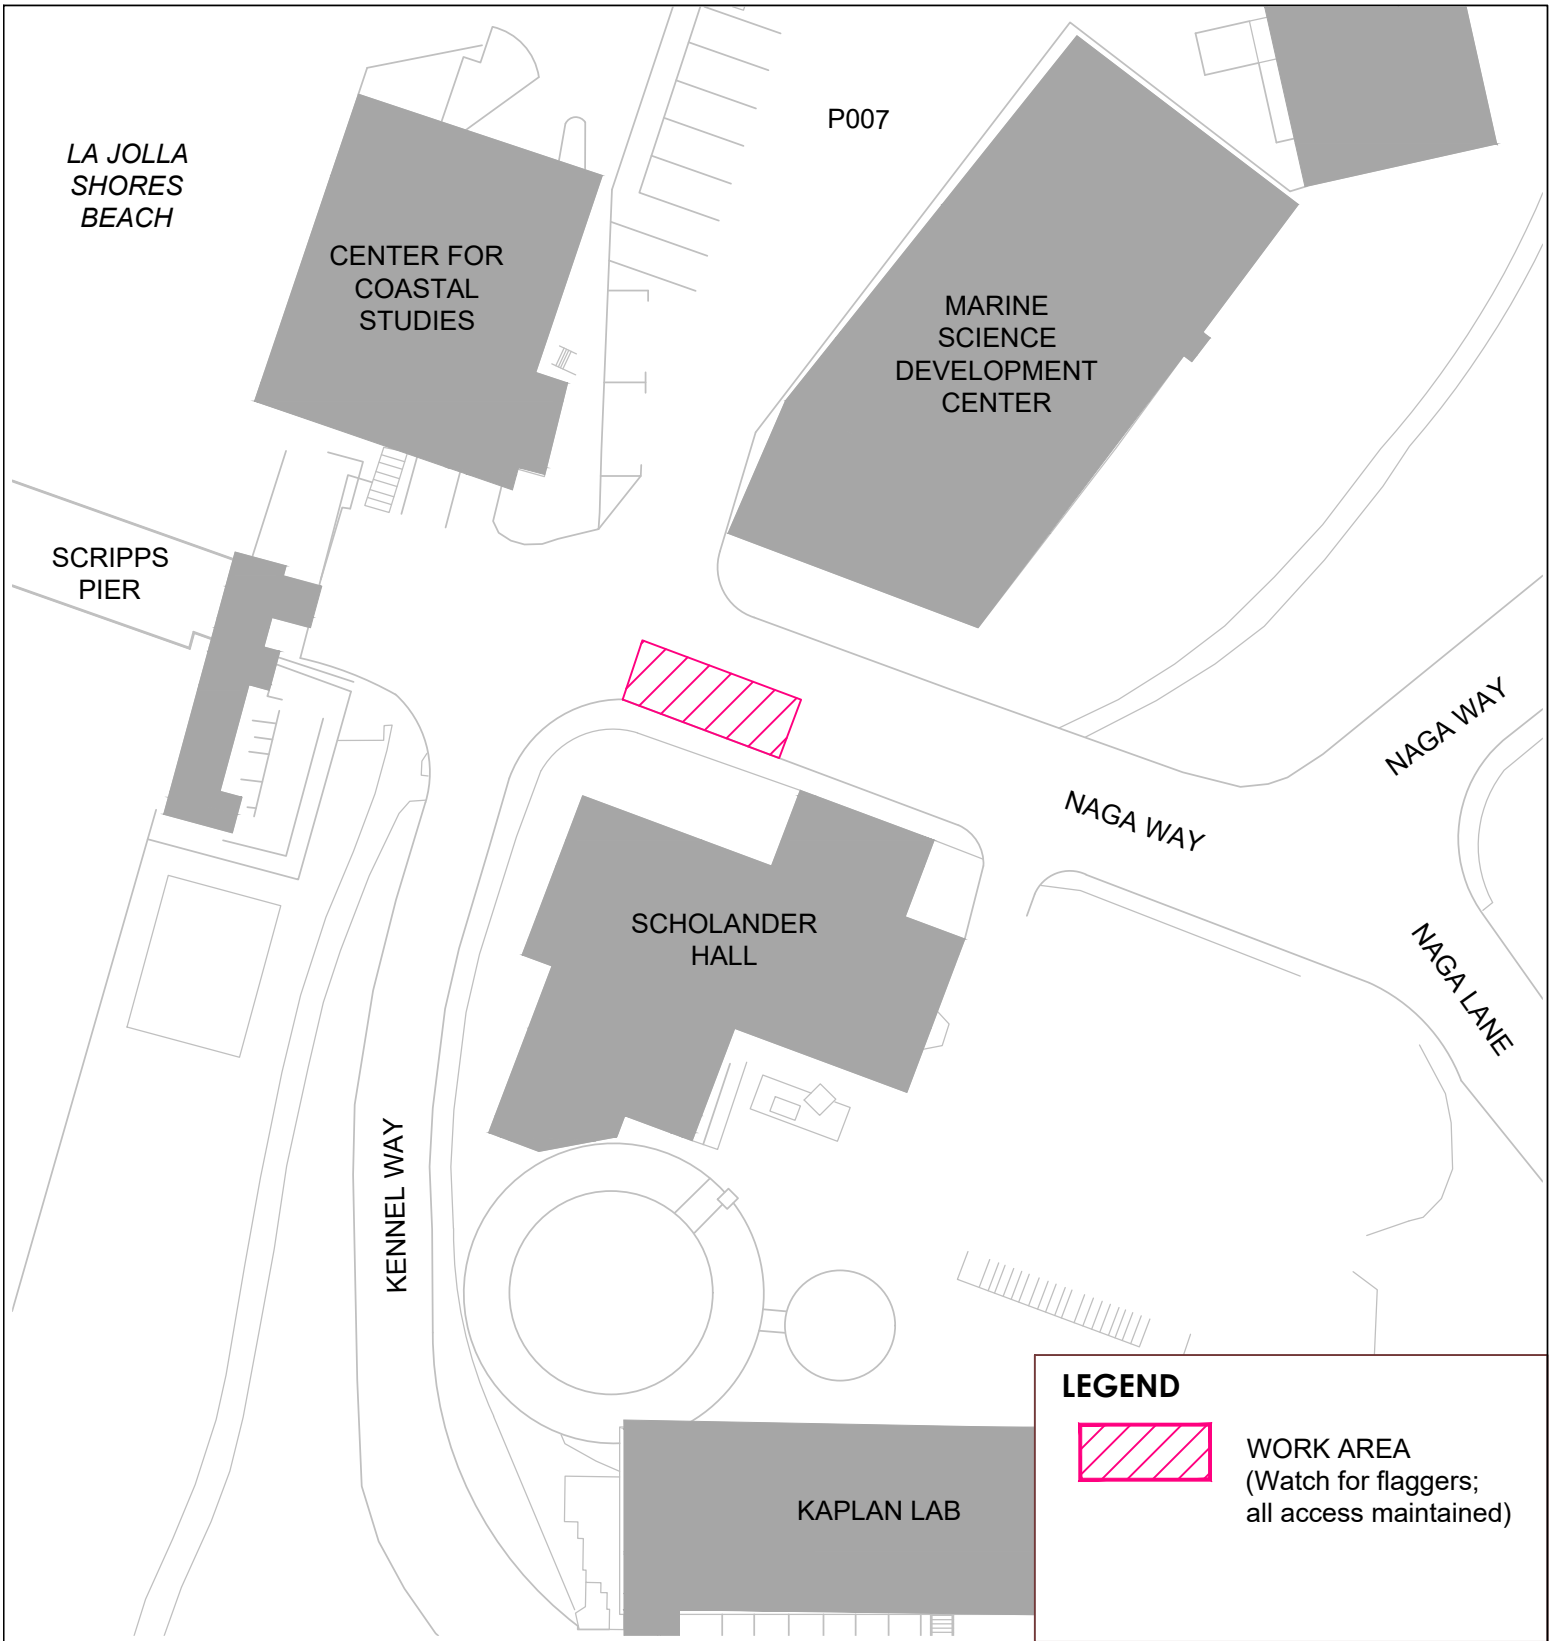 P007
LA JOLLA
SHORES
BEACH
CENTER FOR
COASTAL
STUDIES
MARINE
SCIENCE
DEVELOPMENT
CENTER
SCRIPPS
PIER
NAGA WAY
NAGA WAY
SCHOLANDER
HALL
NAGA LANE
KENNEL WAY
KAPLAN LAB
LEGEND
WORK AREA
(Watch for flaggers;
all access maintained)